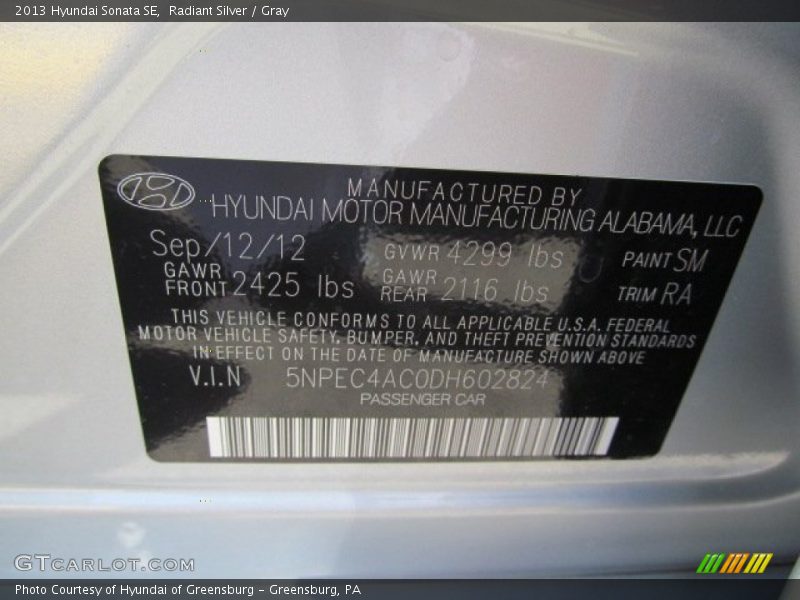 2013 Hyundai Sonata SE, Radiant Silver / Gray
MANUFACTURED BY
HYUNDAI MOTOR MANUFACTURING ALABAMA, LLC
Sep/12/12 GVWR 4299 lbs PAINT SM
GAWR FRONT 2425 lbs GAWR REAR 2116 lbs TRIM RA
THIS VEHICLE CONFORMS TO ALL APPLICABLE U.S.A. FEDERAL
MOTOR VEHICLE SAFETY, BUMPER, AND THEFT PREVENTION STANDARDS
IN EFFECT ON THE DATE OF MANUFACTURE SHOWN ABOVE
V.I.N 5NPEC4AC0DH602824
PASSENGER CAR
GTCARLOT.COM
Photo Courtesy of Hyundai of Greensburg – Greensburg, PA